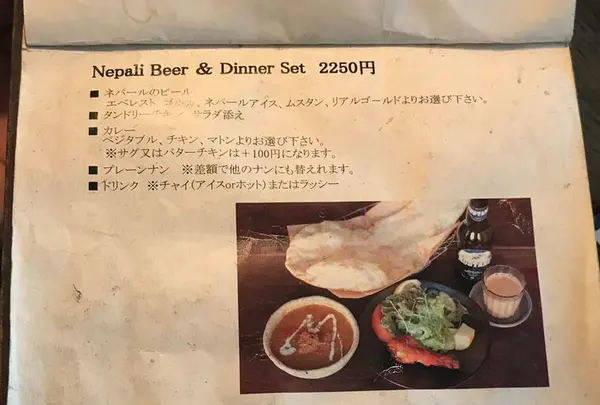 Nepali Beer & Dinner Set 2250円
■ ネパールのビール
エベレスト、ゴルカ、ネパールアイス、ムスタン、リアルゴールドよりお選び下さい。
■ タンドリーチキン サラダ添え
■ カレー
ベジタブル、チキン、マトンよりお選び下さい。
※サグ又はバターチキンは+100円になります。
■ プレーンナン ※差額で他のナンにも替えれます。
■ ドリンク ※チャイ(アイスorホット)またはラッシー